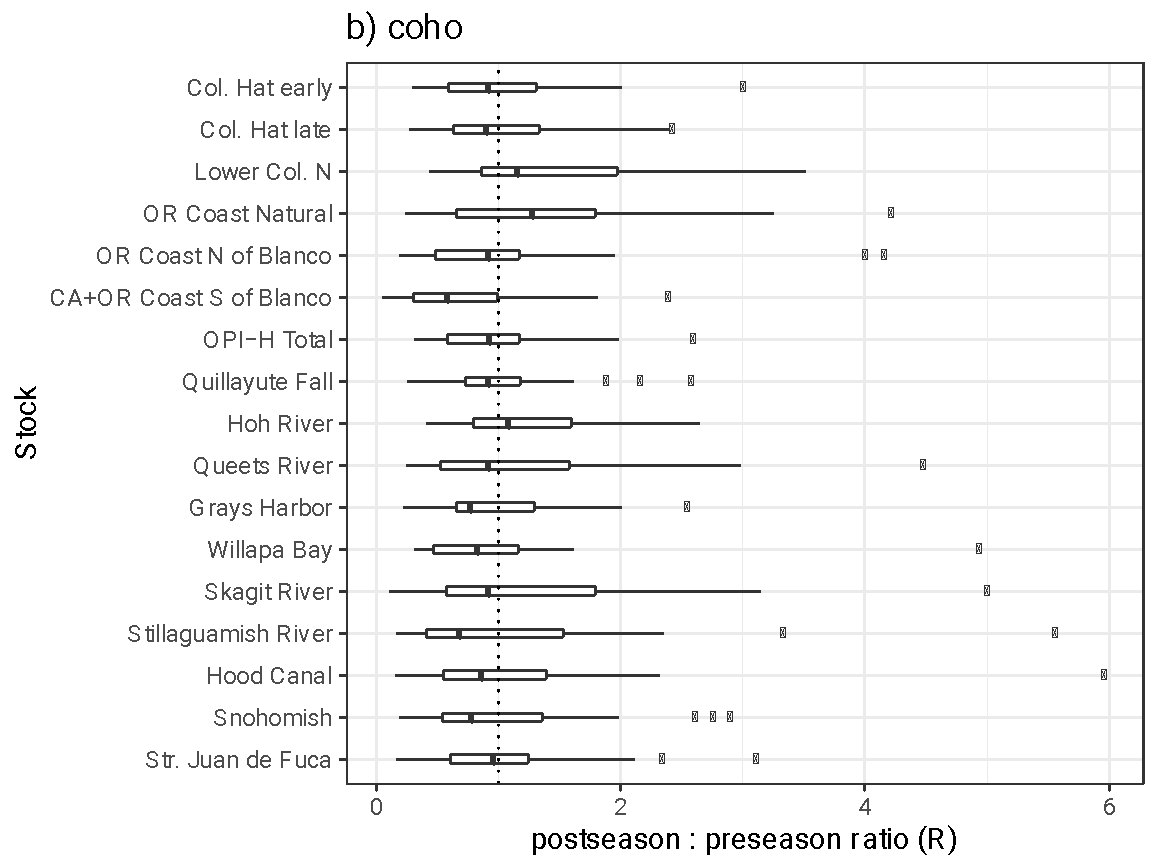 b) coho
Col. Hat early
Col. Hat late
Lower Col. N
OR Coast Natural
OR Coast N of Blanco
CA+OR Coast S of Blanco
OPI-H Total
Quillayute Fall
Hoh River
Queets River
Grays Harbor
Willapa Bay
Skagit River
Stillaguamish River
Hood Canal
Snohomish
Str. Juan de Fuca
Stock
0 2 4 6
postseason : preseason ratio (R)